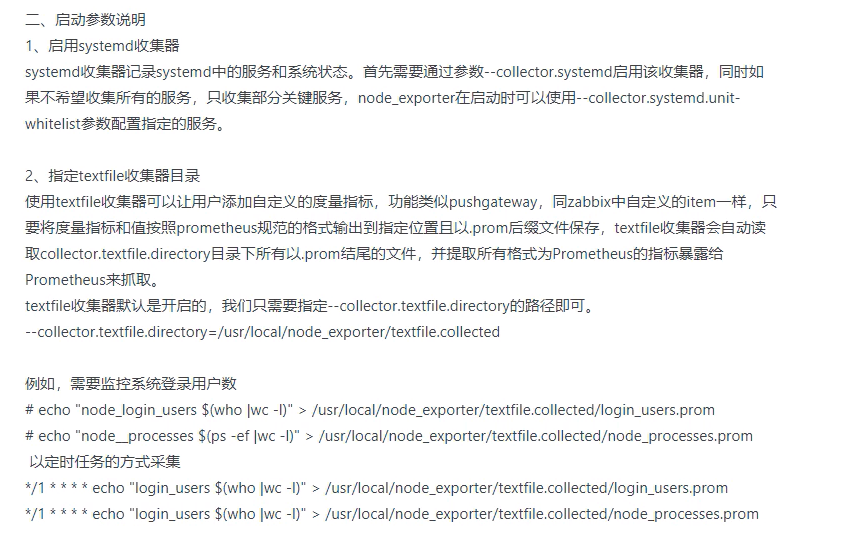 二、启动参数说明
1、启用systemd收集器
systemd收集器记录systemd中的服务和系统状态。首先需要通过参数--collector.systemd启用该收集器，同时如
果不希望收集所有的服务，只收集部分关键服务，node_exporter在启动时可以使用--collector.systemd.unit-
whitelist参数配置指定的服务。
2、指定textfile收集器目录
使用textfile收集器可以让用户添加自定义的度量指标，功能类似pushgateway，同zabbix中自定义的item一样，只
要将度量指标和值按照prometheus规范的格式输出到指定位置且以.prom后缀文件保存，textfile收集器会自动读
取collector.textfile.directory目录下所有以.prom结尾的文件，并提取所有格式为Prometheus的指标暴露给
Prometheus来抓取。
textfile收集器默认是开启的，我们只需要指定--collector.textfile.directory的路径即可。
--collector.textfile.directory=/usr/local/node_exporter/textfile.collected
例如，需要监控系统登录用户数
# echo "node_login_users $(who |wc -l)" > /usr/local/node_exporter/textfile.collected/login_users.prom
# echo "node__processes $(ps -ef |wc -l)" > /usr/local/node_exporter/textfile.collected/node_processes.prom
以定时任务的方式采集
*/1 * * * * echo "login_users $(who |wc -l)" > /usr/local/node_exporter/textfile.collected/login_users.prom
*/1 * * * * echo "login_users $(who |wc -l)" > /usr/local/node_exporter/textfile.collected/node_processes.prom